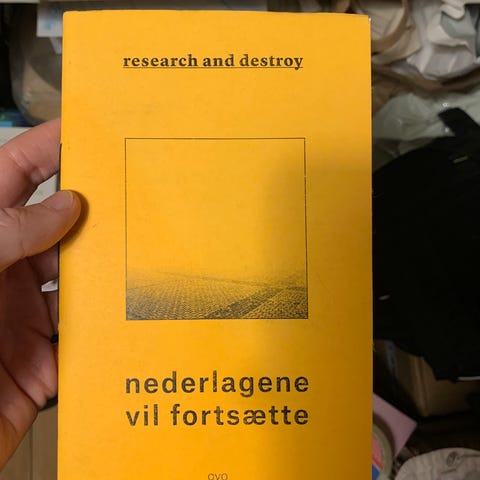 research and destroy
nederlagene
vil fortsætte
ovo